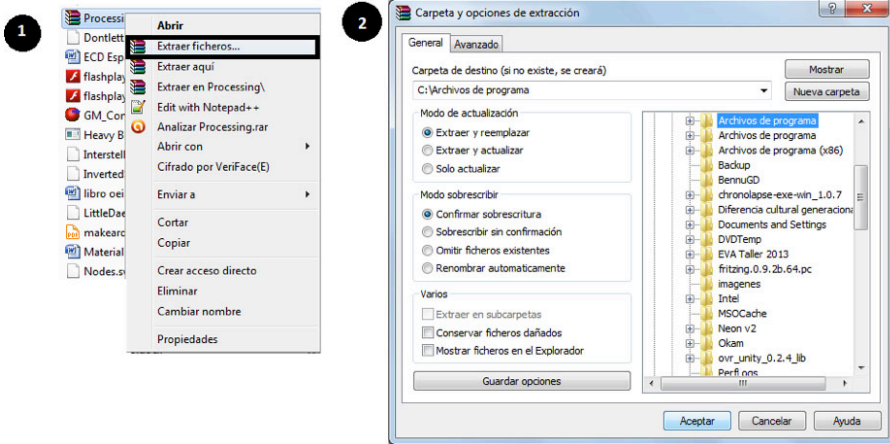 1
Processi
Dontlett
ECD Esp
flashplay
flashplay
GM_Con
Heavy B
Interstell
Inverted
libro oei
LittleDae
makearc
Material
Nodes.sv
Abrir
Extraer ficheros...
Extraer aquí
Extraer en Processing\
Edit with Notepad++
Analizar Processing.rar
Abrir con
Cifrado por VeriFace(E)
Enviar a
Cortar
Copiar
Crear acceso directo
Eliminar
Cambiar nombre
Propiedades
2
Carpeta y opciones de extracción
General Avanzado
Carpeta de destino (si no existe, se creará)
C:\Archivos de programa
Mostrar
Nueva carpeta
Modo de actualización
Extraer y reemplazar
Extraer y actualizar
Solo actualizar
Modo sobrescribir
Confirmar sobrescritura
Sobrescribir sin confirmación
Omitir ficheros existentes
Renombrar automaticamente
Varios
Extraer en subcarpetas
Conservar ficheros dañados
Mostrar ficheros en el Explorador
Guardar opciones
Archivos de programa
Archivos de programa
Archivos de programa (x86)
Backup
BennuGD
chronolapse-exe-win_1.0.7
Diferencia cultural generaciona
Documents and Settings
DVDTemp
EVA Taller 2013
fritzing.0.9.2b.64.pc
imagenes
Intel
MSOCache
Neon v2
Okam
ovr_unity_0.2.4_lib
PerfLogs
Aceptar Cancelar Ayuda